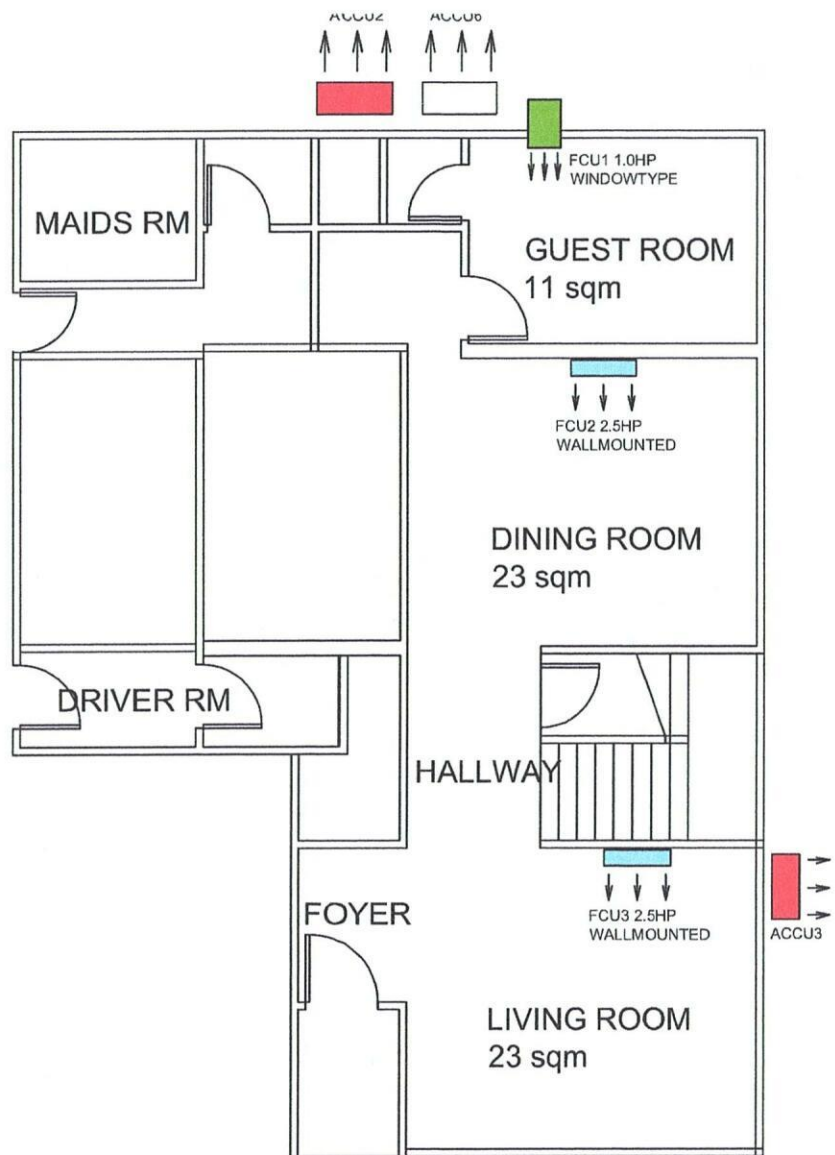 ACCU2
ACCU6
FCU1 1.0HP
WINDOWTYPE
MAIDS RM
GUEST ROOM
11 sqm
FCU2 2.5HP
WALLMOUNTED
DINING ROOM
23 sqm
DRIVER RM
HALLWAY
FOYER
FCU3 2.5HP
WALLMOUNTED
ACCU3
LIVING ROOM
23 sqm